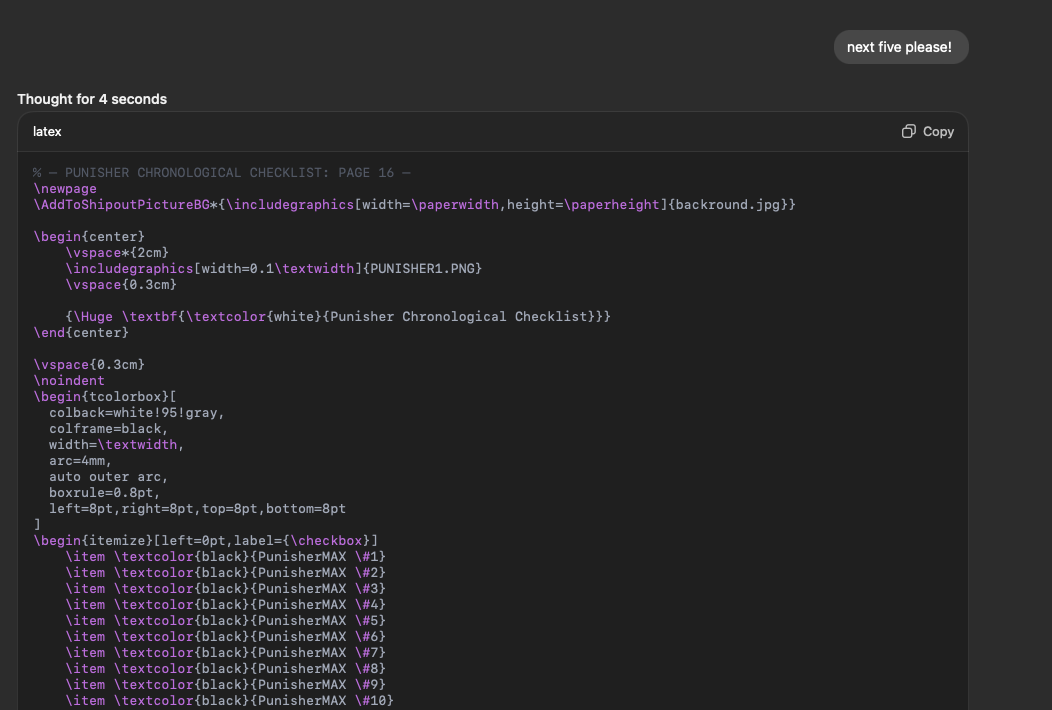 next five please!
Thought for 4 seconds
latex
Copy
% — PUNISHER CHRONOLOGICAL CHECKLIST: PAGE 16 —
\newpage
\AddToShipoutPictureBG*{\includegraphics[width=\paperwidth,height=\paperheight]{backround.jpg}}
\begin{center}
\vspace*{2cm}
\includegraphics[width=0.1\textwidth]{PUNISHER1.PNG}
\vspace{0.3cm}
{\Huge \textbf{\textcolor{white}{Punisher Chronological Checklist}}}
\end{center}
\vspace{0.3cm}
\noindent
\begin{tcolorbox}[
colback=white!95!gray,
colframe=black,
width=\textwidth,
arc=4mm,
auto outer arc,
boxrule=0.8pt,
left=8pt,right=8pt,top=8pt,bottom=8pt
]
\begin{itemize}[left=0pt,label={\checkbox}]
\item \textcolor{black}{PunisherMAX \#1}
\item \textcolor{black}{PunisherMAX \#2}
\item \textcolor{black}{PunisherMAX \#3}
\item \textcolor{black}{PunisherMAX \#4}
\item \textcolor{black}{PunisherMAX \#5}
\item \textcolor{black}{PunisherMAX \#6}
\item \textcolor{black}{PunisherMAX \#7}
\item \textcolor{black}{PunisherMAX \#8}
\item \textcolor{black}{PunisherMAX \#9}
\item \textcolor{black}{PunisherMAX \#10}